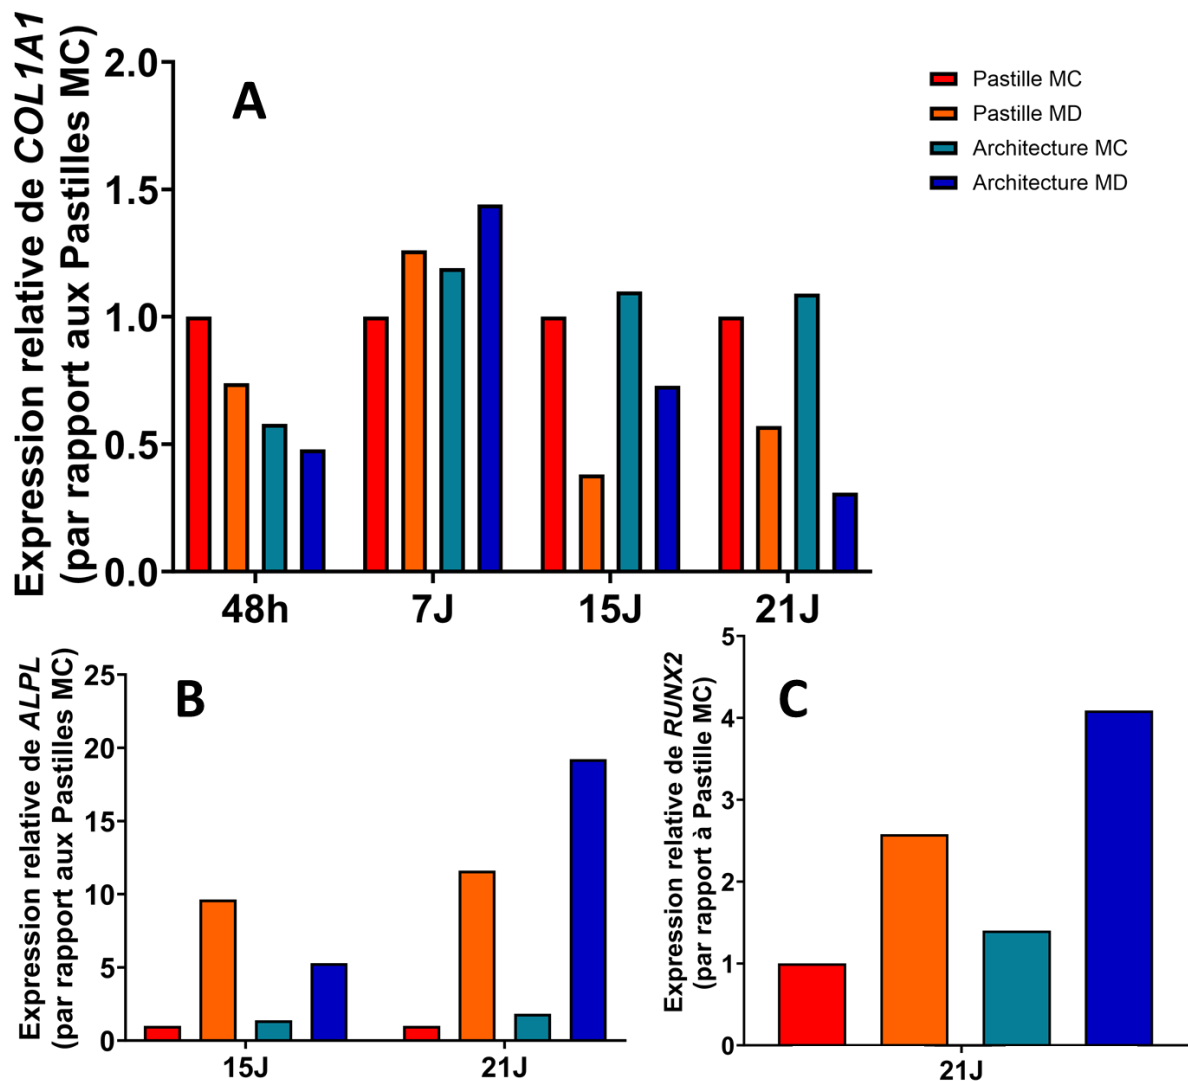 Expression relative de COL1A1
(par rapport aux Pastilles MC)
2.0
1.5
1.0
0.5
0.0
A
48h
7J
15J
21J
Pastille MC
Pastille MD
Architecture MC
Architecture MD
Expression relative de ALPL
(par rapport aux Pastilles MC)
25
20
15
10
5
0
B
15J
21J
Expression relative de RUNX2
(par rapport à Pastille MC)
5
4
3
2
1
0
C
21J